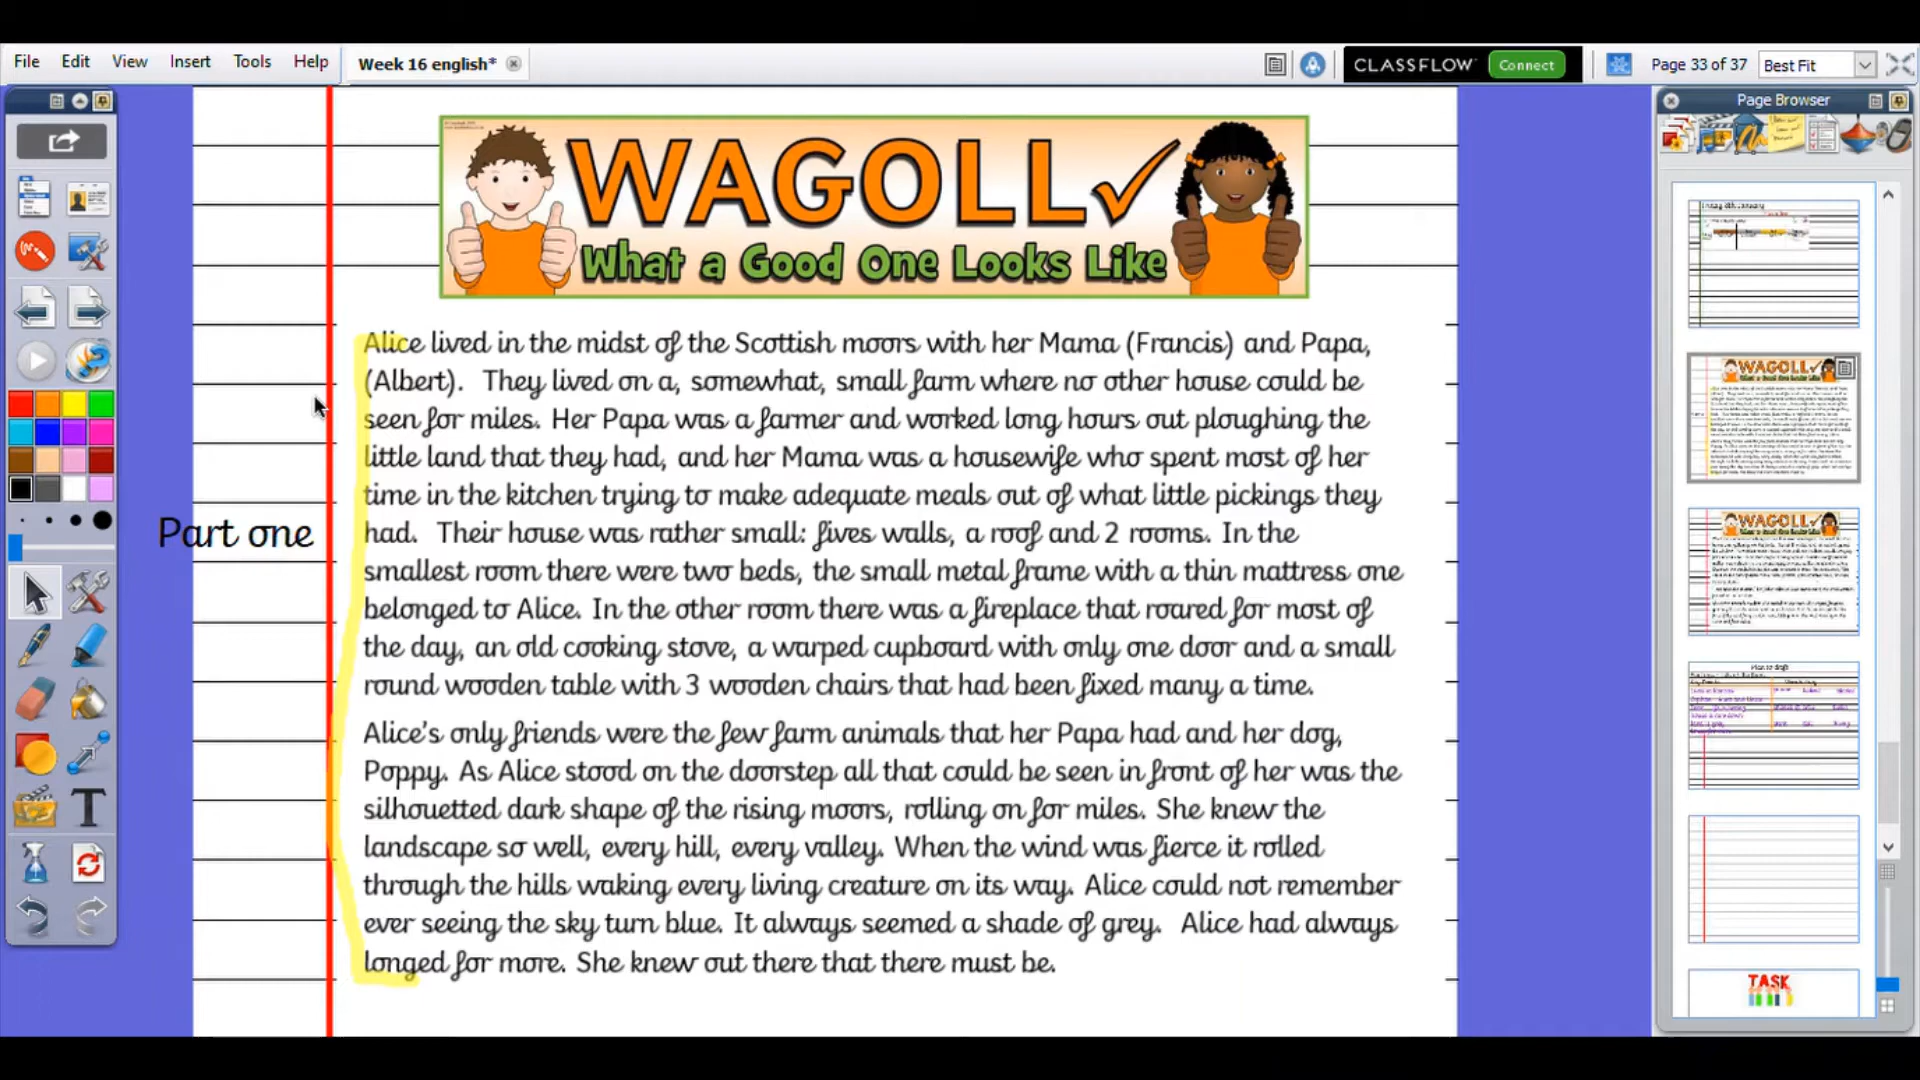 File Edit View Insert Tools Help Week 16 english* CLASSFLOW Connect Page 33 of 37 Best Fit
Page Browser
WAGOLL
What a Good One Looks Like
Part one
Alice lived in the midst of the Scottish moors with her Mama (Francis) and Papa,
(Albert).  They lived on a, somewhat, small farm where no other house could be
seen for miles. Her Papa was a farmer and worked long hours out ploughing the
little land that they had, and her Mama was a housewife who spent most of her
time in the kitchen trying to make adequate meals out of what little pickings they
had.  Their house was rather small: fives walls, a roof and 2 rooms. In the
smallest room there were two beds, the small metal frame with a thin mattress one
belonged to Alice. In the other room there was a fireplace that roared for most of
the day, an old cooking stove, a warped cupboard with only one door and a small
round wooden table with 3 wooden chairs that had been fixed many a time.
Alice's only friends were the few farm animals that her Papa had and her dog,
Poppy. As Alice stood on the doorstep all that could be seen in front of her was the
silhouetted dark shape of the rising moors, rolling on for miles. She knew the
landscape so well, every hill, every valley. When the wind was fierce it rolled
through the hills waking every living creature on its way. Alice could not remember
ever seeing the sky turn blue. It always seemed a shade of grey.  Alice had always
longed for more. She knew out there that there must be.
WAGOLL
What a Good One Looks Like
WAGOLL
Plan to draft
TASK